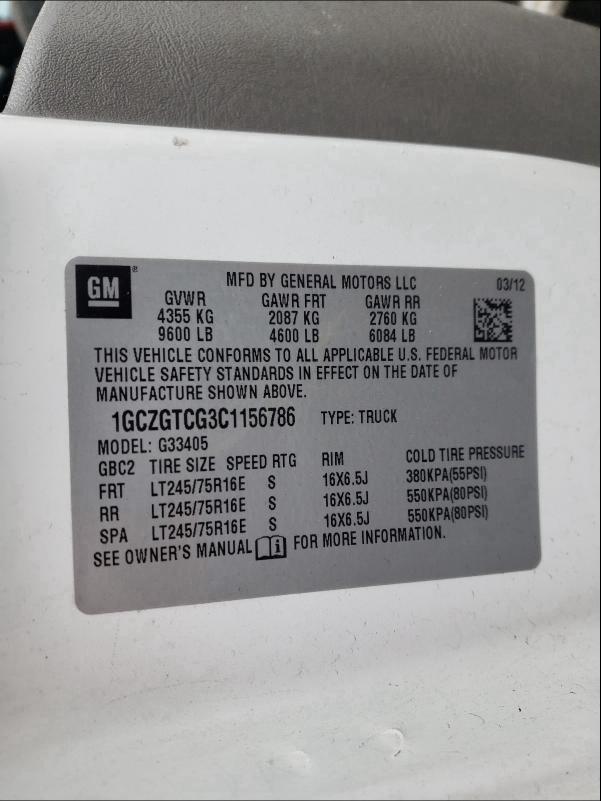 GM ®
MFD BY GENERAL MOTORS LLC 03/12
GVWR GAWR FRT GAWR RR
4355 KG 2087 KG 2760 KG
9600 LB 4600 LB 6084 LB
THIS VEHICLE CONFORMS TO ALL APPLICABLE U.S. FEDERAL MOTOR
VEHICLE SAFETY STANDARDS IN EFFECT ON THE DATE OF
MANUFACTURE SHOWN ABOVE.
1GCZGTCG3C1156786 TYPE: TRUCK
MODEL: G33405
GBC2 TIRE SIZE SPEED RTG RIM COLD TIRE PRESSURE
FRT LT245/75R16E S 16X6.5J 380KPA(55PSI)
RR LT245/75R16E S 16X6.5J 550KPA(80PSI)
SPA LT245/75R16E S 16X6.5J 550KPA(80PSI)
SEE OWNER'S MANUAL i FOR MORE INFORMATION.